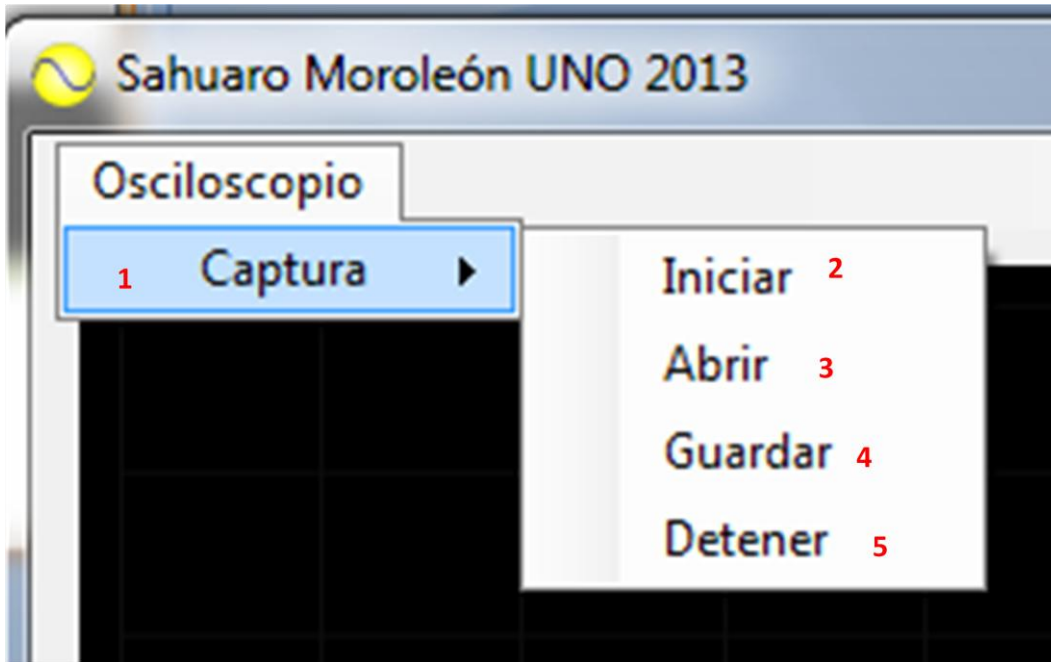 Sahuaro Moroleón UNO 2013
Osciloscopio
1 Captura
Iniciar 2
Abrir 3
Guardar 4
Detener 5